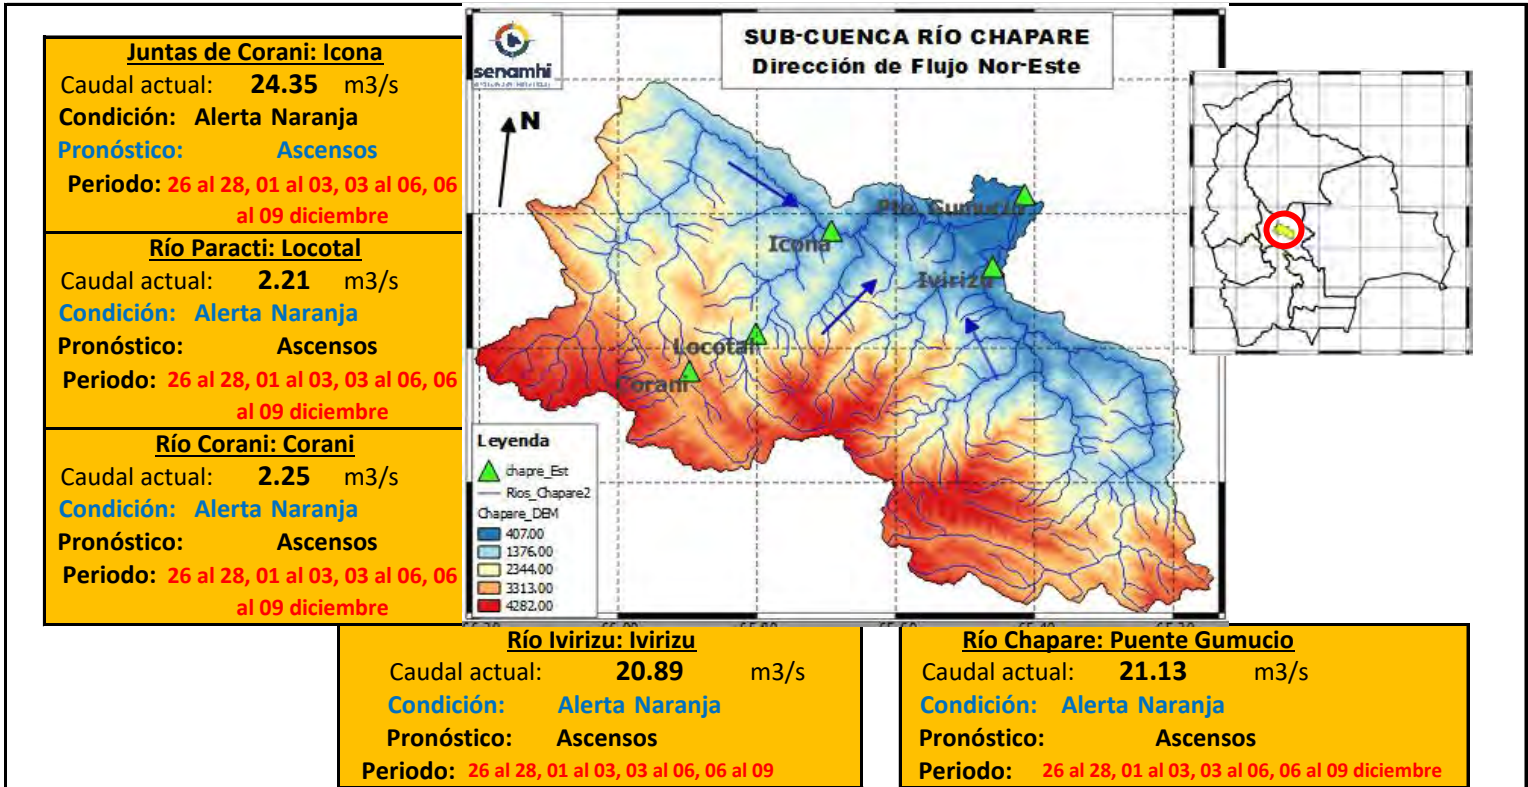 Juntas de Corani: Icona
Caudal actual: 24.35 m3/s
Condición: Alerta Naranja
Pronóstico: Ascensos
Periodo: 26 al 28, 01 al 03, 03 al 06, 06
al 09 diciembre
Río Paracti: Locotal
Caudal actual: 2.21 m3/s
Condición: Alerta Naranja
Pronóstico: Ascensos
Periodo: 26 al 28, 01 al 03, 03 al 06, 06
al 09 diciembre
Río Corani: Corani
Caudal actual: 2.25 m3/s
Condición: Alerta Naranja
Pronóstico: Ascensos
Periodo: 26 al 28, 01 al 03, 03 al 06, 06
al 09 diciembre
senamhi
SUB-CUENCA RÍO CHAPARE
Dirección de Flujo Nor-Este
N
Pto. Gumucio
Icona
Ivirizu
Locotal
Corani
Leyenda
chapre_Est
Rios_Chapare2
Chapare_DEM
407.00
1376.00
2344.00
3313.00
4282.00
Río Ivirizu: Ivirizu
Caudal actual: 20.89 m3/s
Condición: Alerta Naranja
Pronóstico: Ascensos
Periodo: 26 al 28, 01 al 03, 03 al 06, 06 al 09
Río Chapare: Puente Gumucio
Caudal actual: 21.13 m3/s
Condición: Alerta Naranja
Pronóstico: Ascensos
Periodo: 26 al 28, 01 al 03, 03 al 06, 06 al 09 diciembre